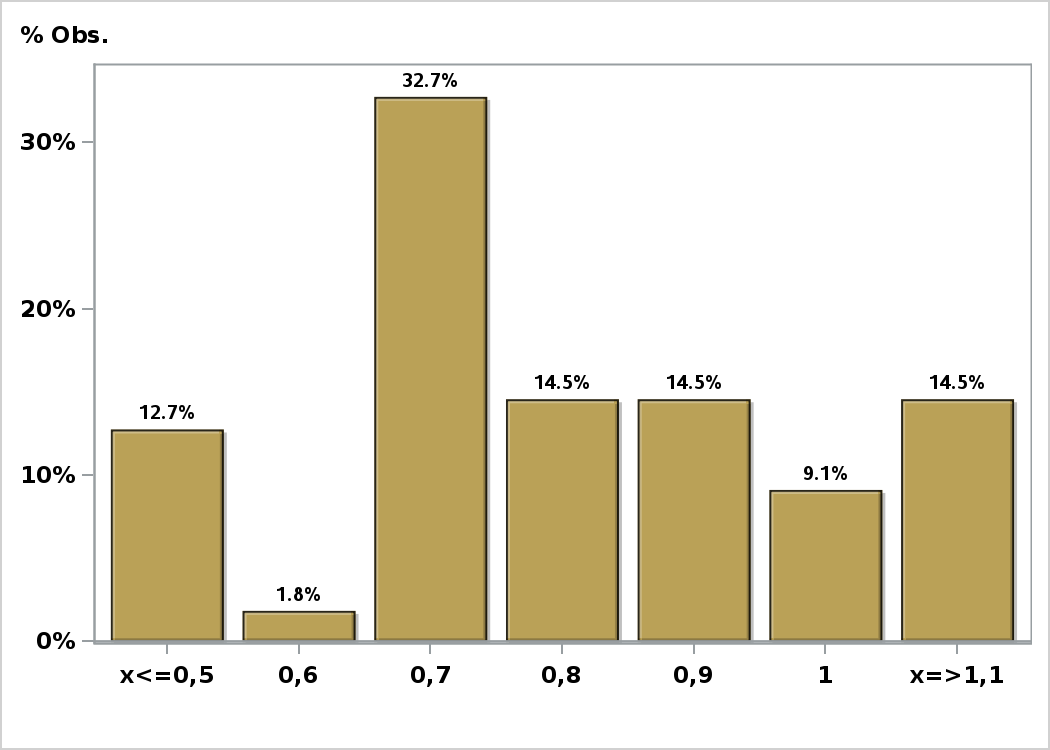 % Obs.
32.7%
30%
20%
14.5% 14.5% 14.5%
12.7%
10%
9.1%
1.8%
0%
x<=0,5 0,6 0,7 0,8 0,9 1 x=>1,1